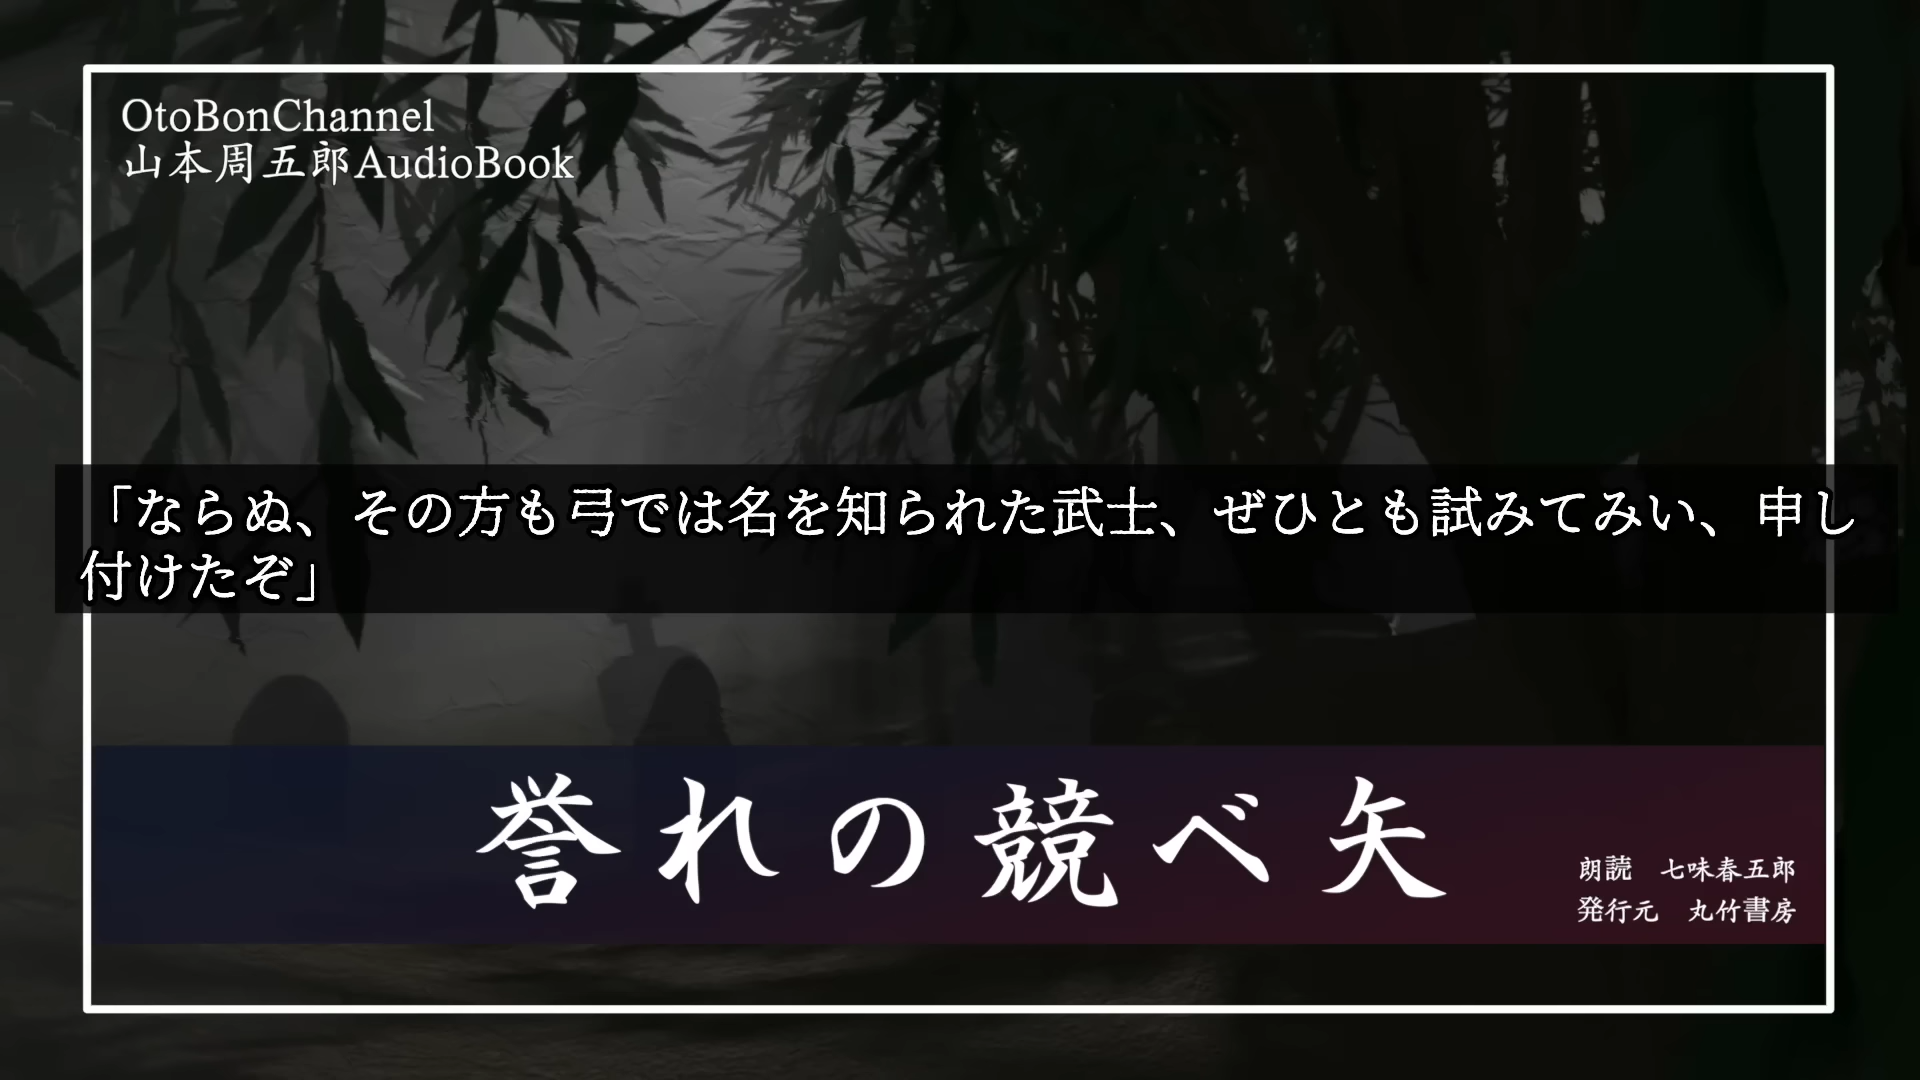 OtoBonChannel
山本周五郎AudioBook
「ならぬ、その方も弓では名を知られた武士、ぜひとも試みてみい、申し
付けたぞ」
誉れの競べ矢
朗読　七味春五郎
発行元　丸竹書房